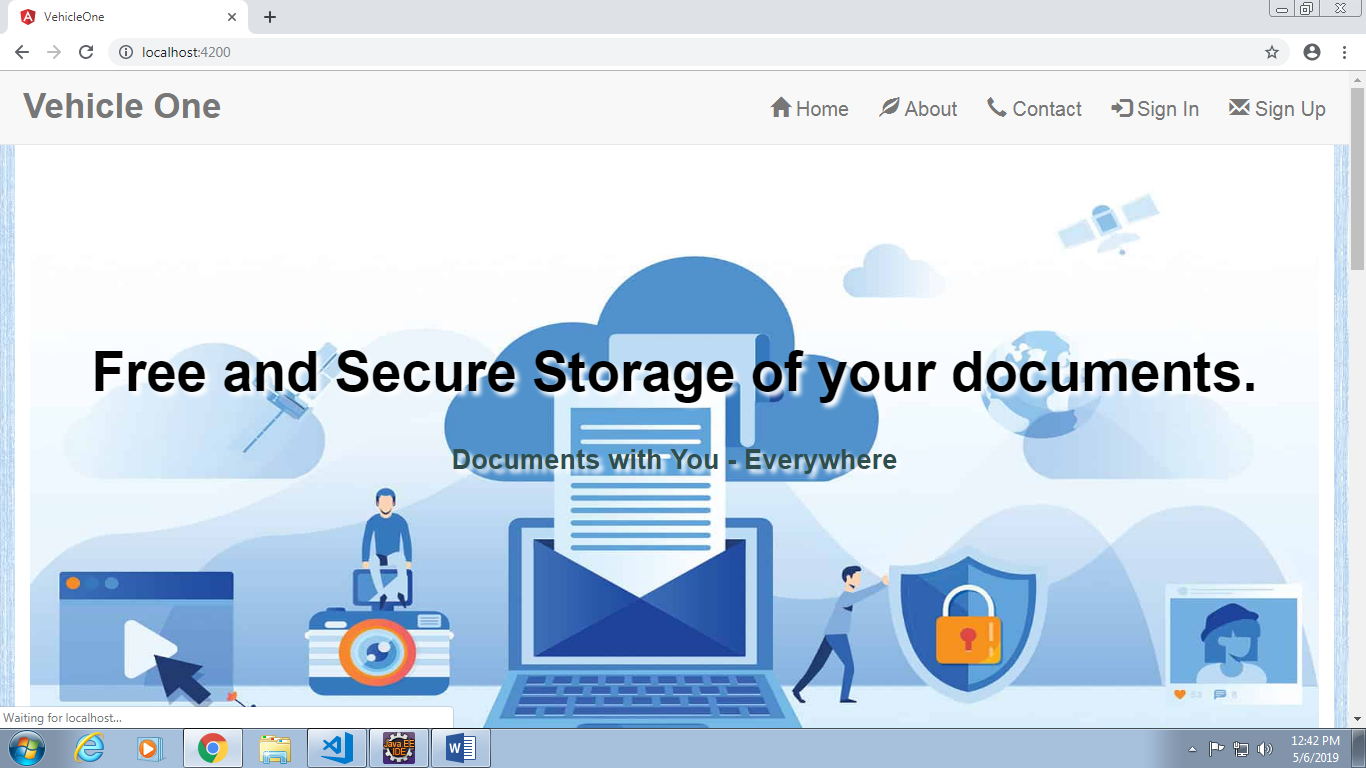 VehicleOne
localhost:4200
Vehicle One
Home About Contact Sign In Sign Up
Free and Secure Storage of your documents.
Documents with You - Everywhere
Waiting for localhost...
Java EE
IDE
12:42 PM
5/6/2019